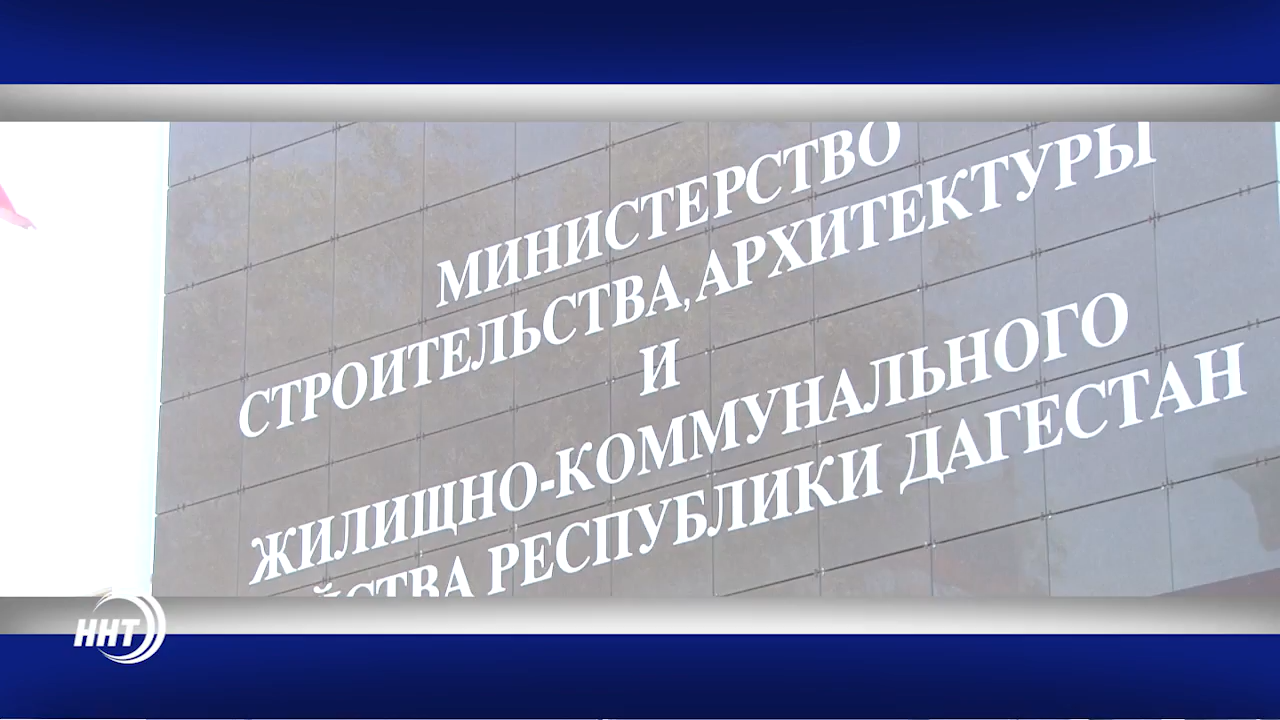 МИНИСТЕРСТВО
СТРОИТЕЛЬСТВА, АРХИТЕКТУРЫ
И
ЖИЛИЩНО-КОММУНАЛЬНОГО
РЕСПУБЛИКИ ДАГЕСТАН
ННТ